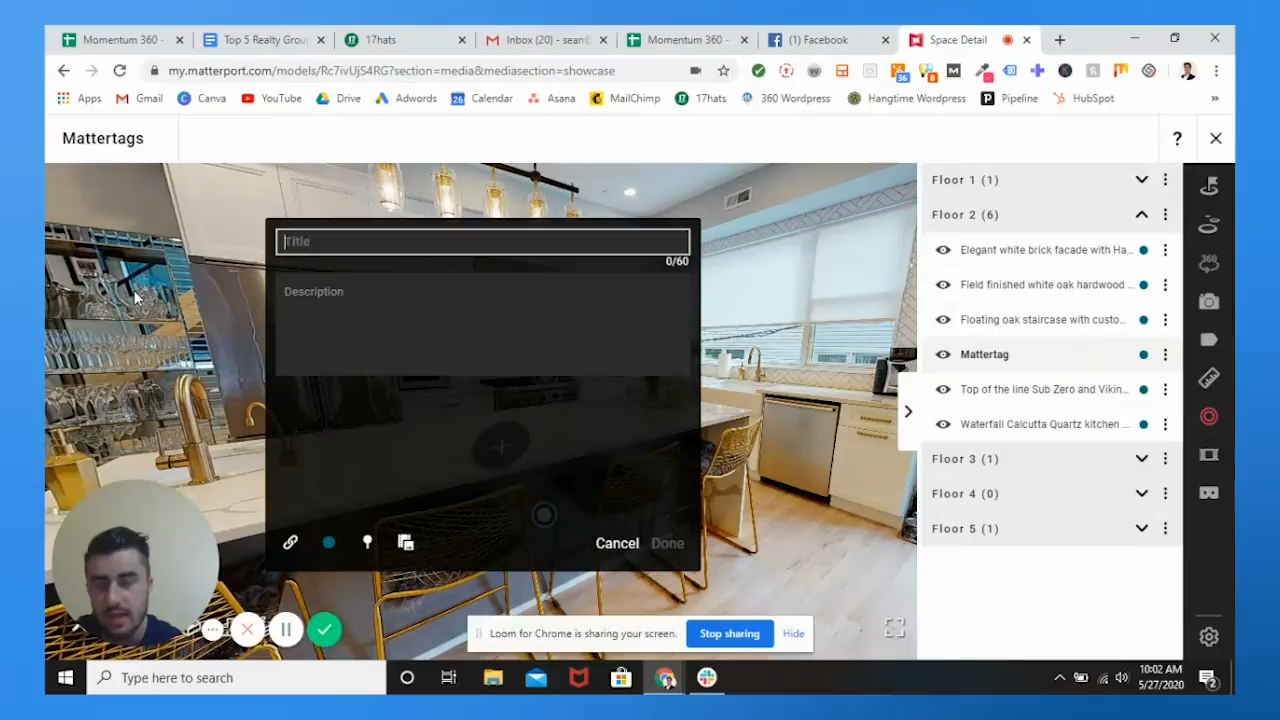 Momentum 360 -
Top 5 Realty Grou
17hats
Inbox (20) - sean@
Momentum 360 -
(1) Facebook
Space Detail
my.matterport.com/models/Rc7ivUjS4RG?section=media&mediasection=showcase
Apps
Gmail
Canva
YouTube
Drive
Adwords
Calendar
Asana
MailChimp
17hats
360 Wordpress
Hangtime Wordpress
Pipeline
HubSpot
Mattertags
?
Title
0/60
Description
Cancel
Done
Floor 1 (1)
Floor 2 (6)
Elegant white brick facade with Ha...
Field finished white oak hardwood ...
Floating oak staircase with custo...
Mattertag
Top of the line Sub Zero and Vikin...
Waterfall Calcutta Quartz kitchen ...
Floor 3 (1)
Floor 4 (0)
Floor 5 (1)
360
Loom for Chrome is sharing your screen.
Stop sharing
Hide
Type here to search
10:02 AM
5/27/2020
2